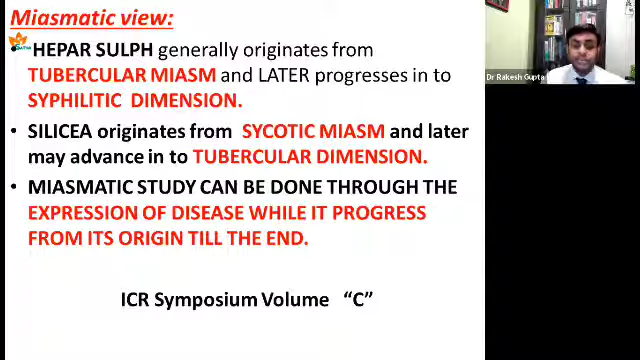 Miasmatic view:
HEPAR SULPH generally originates from
TUBERCULAR MIASM and LATER progresses in to
SYPHILITIC DIMENSION.
• SILICEA originates from SYCOTIC MIASM and later
may advance in to TUBERCULAR DIMENSION.
• MIASMATIC STUDY CAN BE DONE THROUGH THE
EXPRESSION OF DISEASE WHILE IT PROGRESS
FROM ITS ORIGIN TILL THE END.
ICR Symposium Volume "C"
Dr Rakesh Gupta